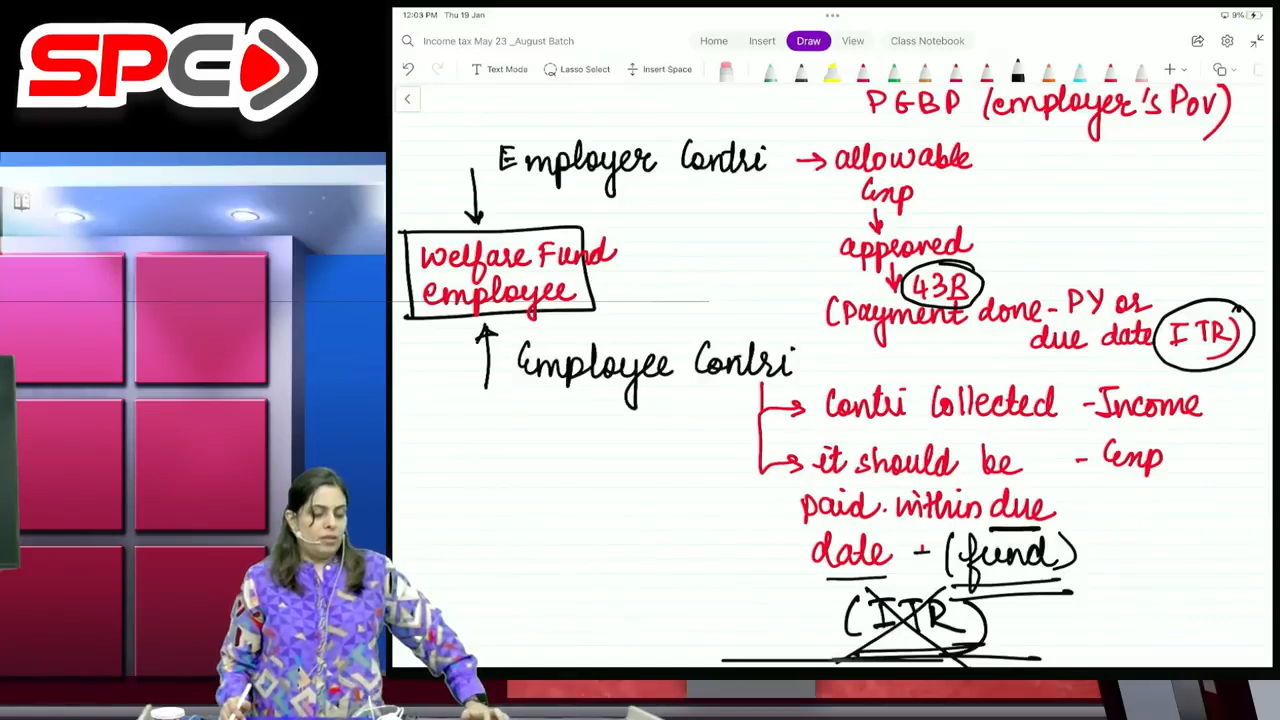 12:03 PM Thu 19 Jan
9%
SPC
Income tax May 23 _August Batch
Home Insert Draw View Class Notebook
Text Mode Lasso Select Insert Space
PGBP (employer's Pov)
Employer Contri → allowable
Exp
approved
43B
(Payment done - PY or
due date ITR)
Welfare Fund
employee
Employee Contri
Contri Collected - Income
it should be - Exp
paid within due
date - (fund)
(ITR)